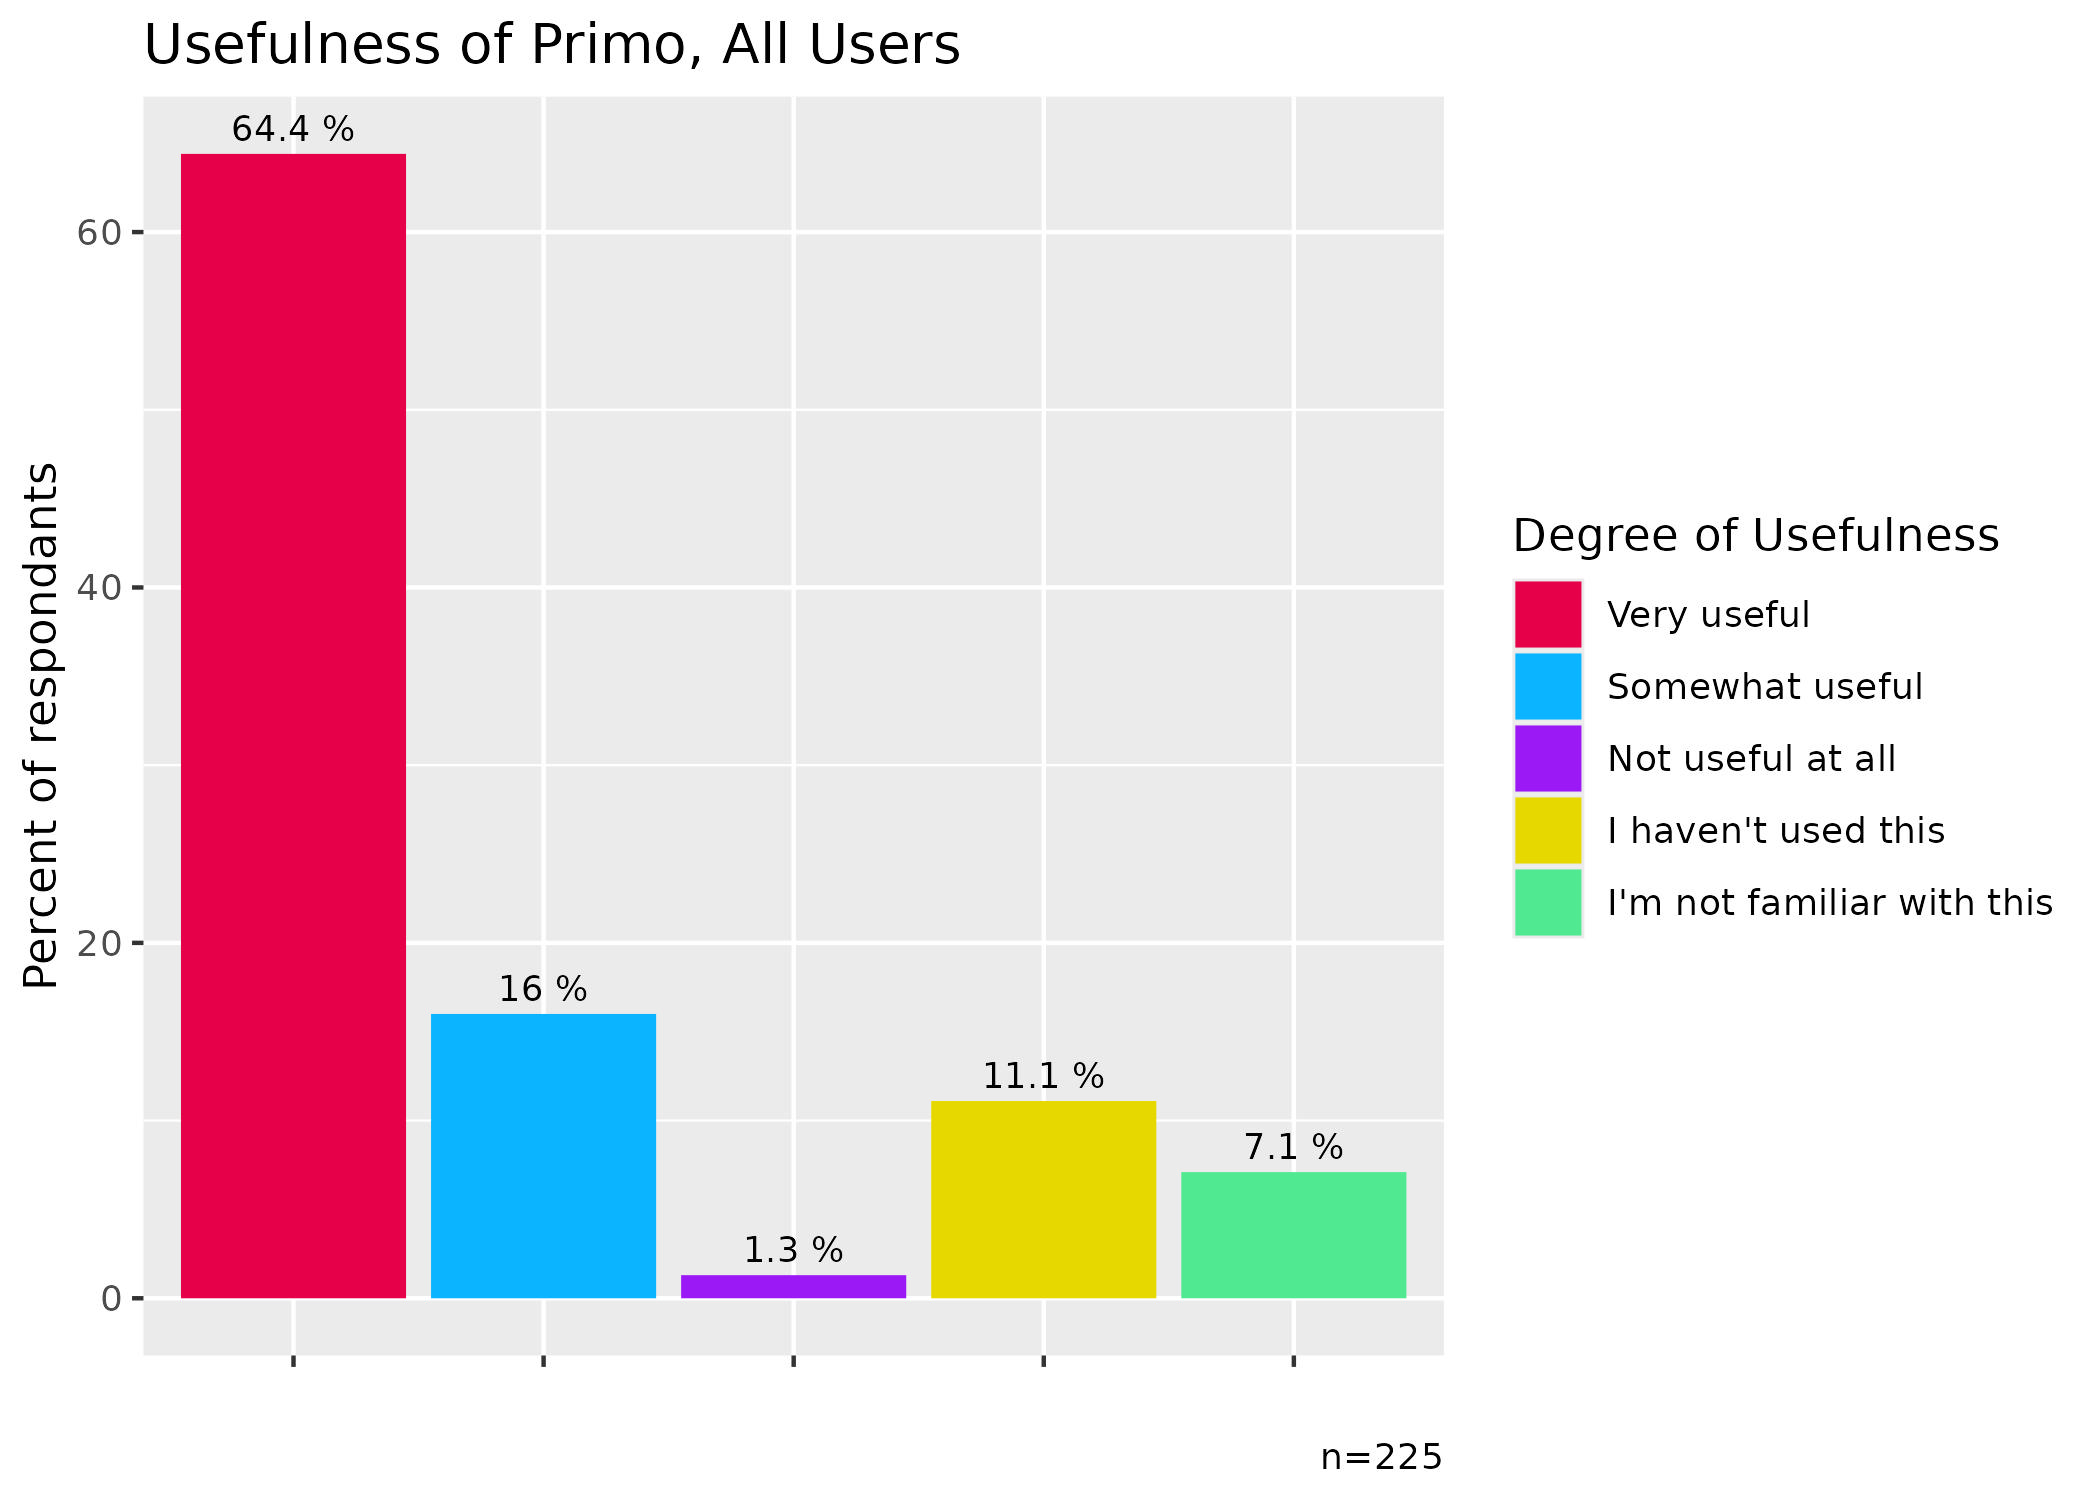 Usefulness of Primo, All Users
Percent of respondants
60
40
20
0
64.4 %
16 %
1.3 %
11.1 %
7.1 %
Degree of Usefulness
Very useful
Somewhat useful
Not useful at all
I haven't used this
I'm not familiar with this
n=225